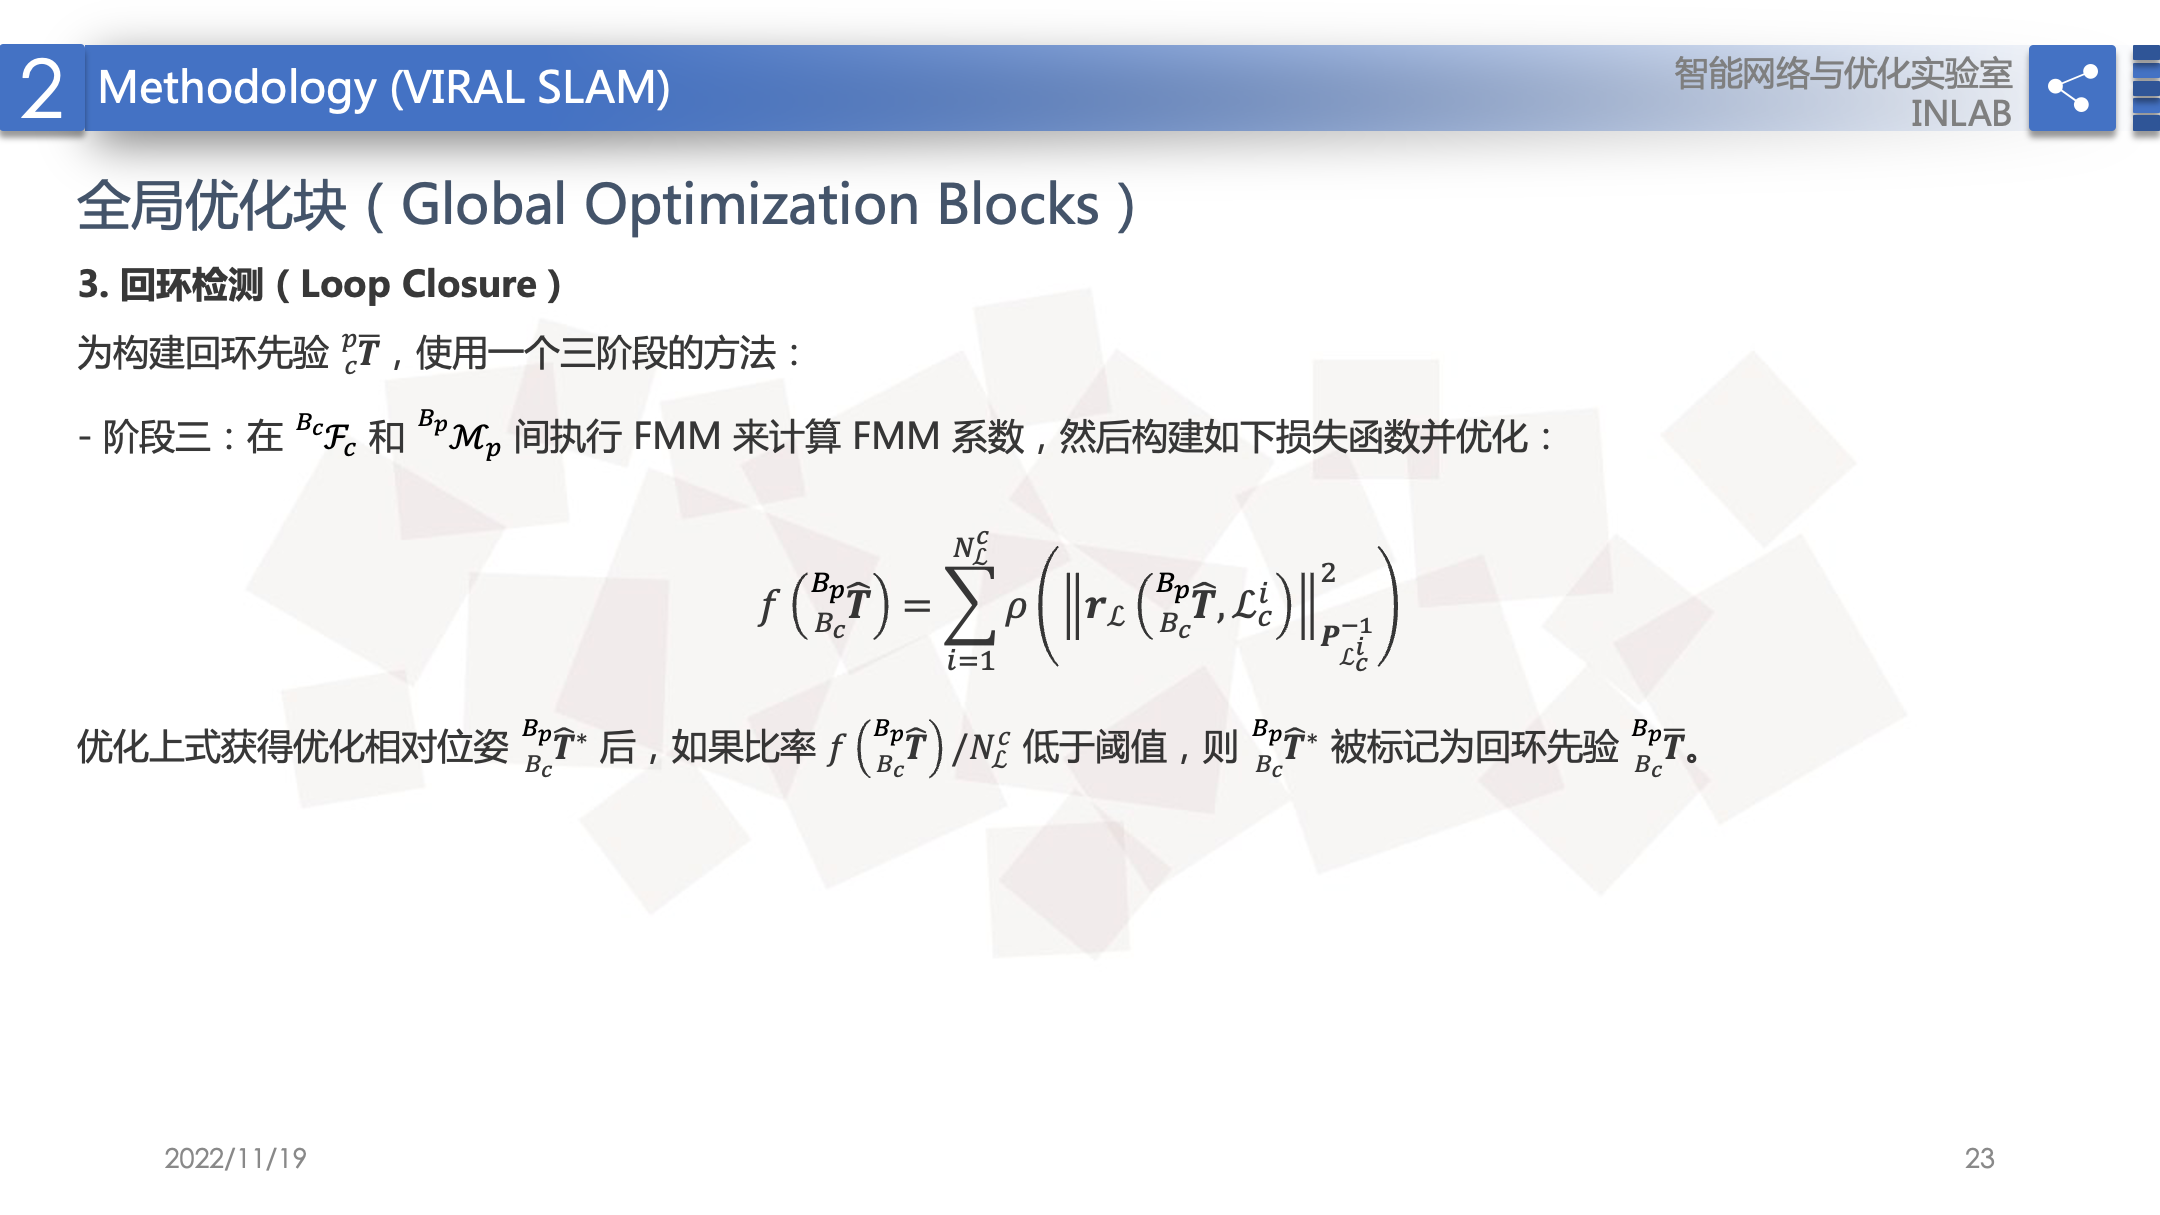 2 Methodology (VIRAL SLAM)
智能网络与优化实验室
INLAB
全局优化块（Global Optimization Blocks）
3. 回环检测（Loop Closure）
为构建回环先验 ${}^{p}_{c}\bar{\boldsymbol{T}}$，使用一个三阶段的方法：
- 阶段三：在 ${}^{B_c}\mathcal{F}_c$ 和 ${}^{B_p}\mathcal{M}_p$ 间执行 FMM 来计算 FMM 系数，然后构建如下损失函数并优化：
$f\left({}^{B_p}_{B_c}\hat{\boldsymbol{T}}\right) = \sum_{i=1}^{N_{\mathcal{L}}^{c}} \rho\left(\left\|\boldsymbol{r}_{\mathcal{L}}\left({}^{B_p}_{B_c}\hat{\boldsymbol{T}}, \mathcal{L}_c^i\right)\right\|^2_{\boldsymbol{P}^{-1}_{\mathcal{L}_c^i}}\right)$
优化上式获得优化相对位姿 ${}^{B_p}_{B_c}\hat{\boldsymbol{T}}^*$ 后，如果比率 $f\left({}^{B_p}_{B_c}\hat{\boldsymbol{T}}\right)/N_{\mathcal{L}}^{c}$ 低于阈值，则 ${}^{B_p}_{B_c}\hat{\boldsymbol{T}}^*$ 被标记为回环先验 ${}^{B_p}_{B_c}\bar{\boldsymbol{T}}$。
2022/11/19
23